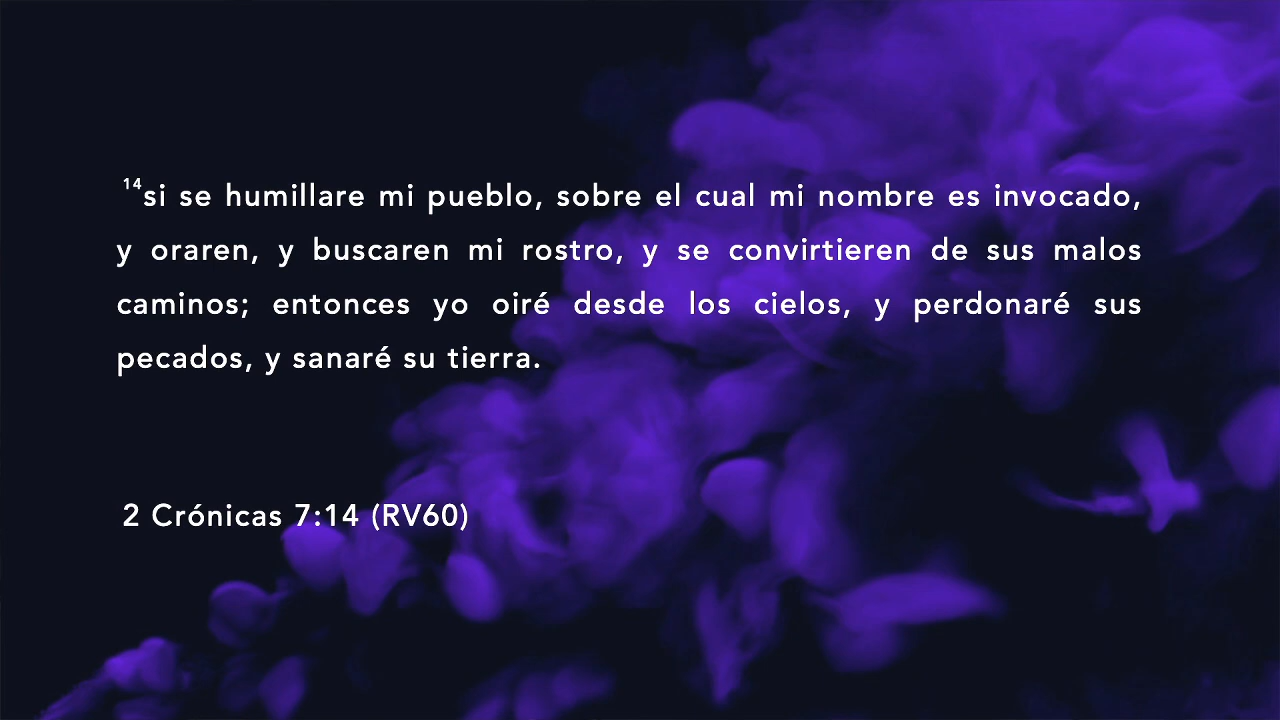 14si se humillare mi pueblo, sobre el cual mi nombre es invocado,
y oraren, y buscaren mi rostro, y se convirtieren de sus malos
caminos; entonces yo oiré desde los cielos, y perdonaré sus
pecados, y sanaré su tierra.
2 Crónicas 7:14 (RV60)